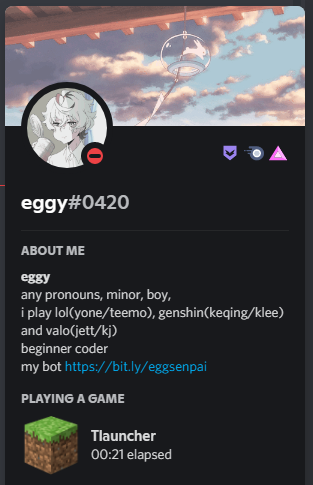 eggy#0420
ABOUT ME
eggy
any pronouns, minor, boy,
i play lol(yone/teemo), genshin(keqing/klee)
and valo(jett/kj)
beginner coder
my bot https://bit.ly/eggsenpai
PLAYING A GAME
Tlauncher
00:21 elapsed